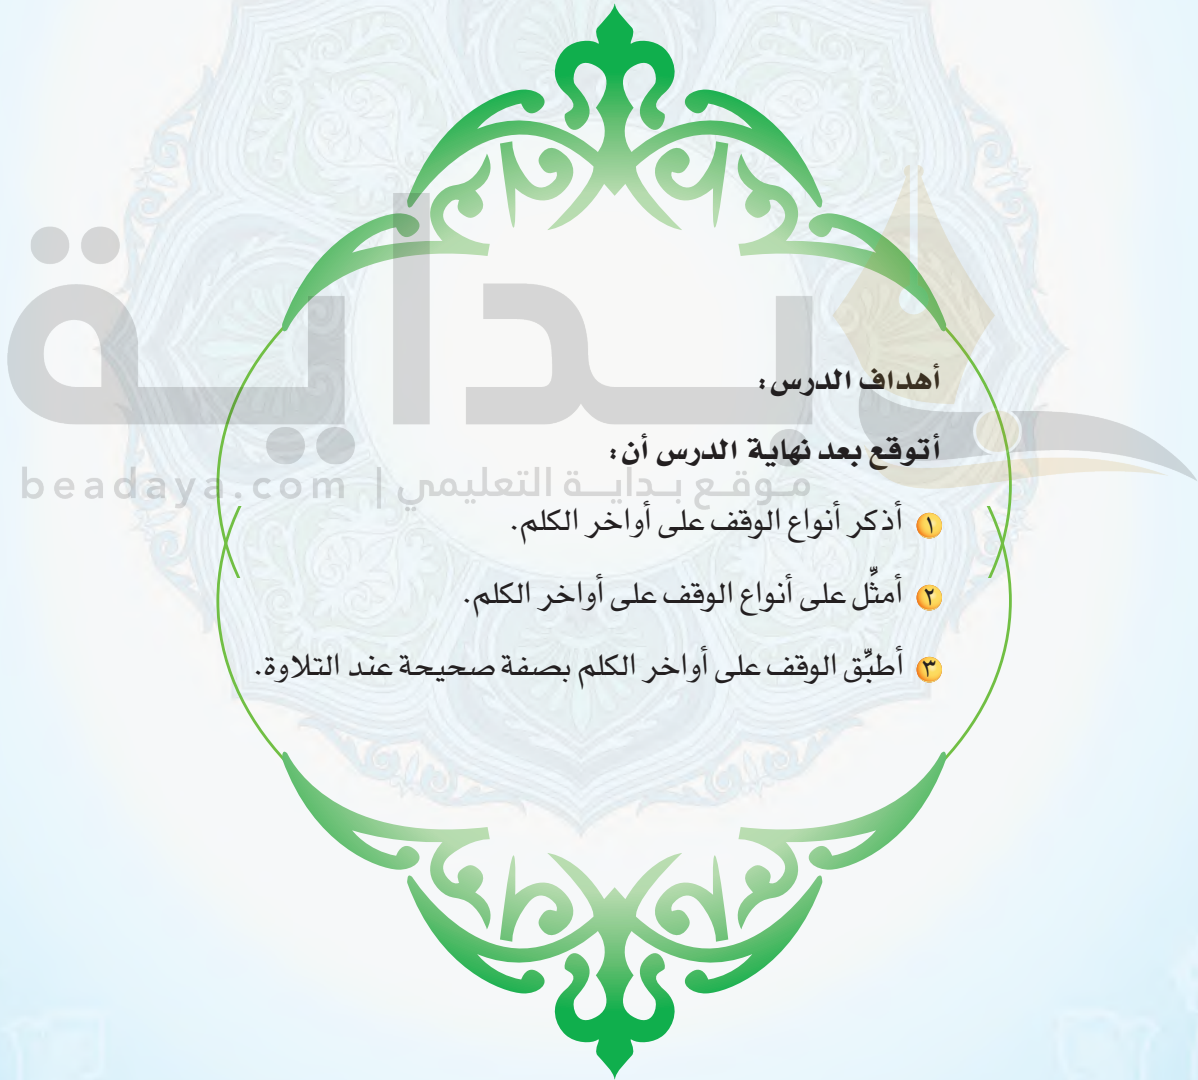 أهداف الدرس:
أتوقع بعد نهاية الدرس أن:
١ أذكر أنواع الوقف على أواخر الكلم.
٢ أمثِّل على أنواع الوقف على أواخر الكلم.
٣ أطبِّق الوقف على أواخر الكلم بصفة صحيحة عند التلاوة.
بـدايـة
موقع بداية التعليمي | beadaya.com